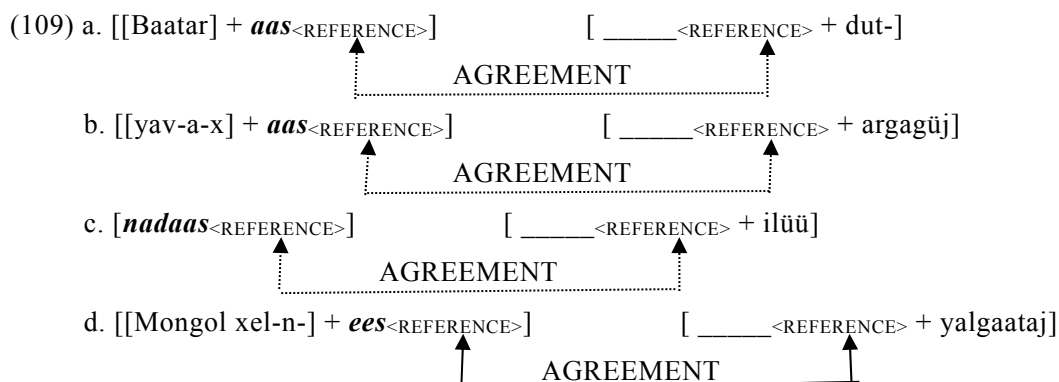 (109) a. [[Baatar] + aas<REFERENCE>] [ _____<REFERENCE> + dut-]
AGREEMENT
b. [[yav-a-x] + aas<REFERENCE>] [ _____<REFERENCE> + argagüj]
AGREEMENT
c. [nadaas<REFERENCE>] [ _____<REFERENCE> + ilüü]
AGREEMENT
d. [[Mongol xel-n-] + ees<REFERENCE>] [ _____<REFERENCE> + yalgaataj]
AGREEMENT